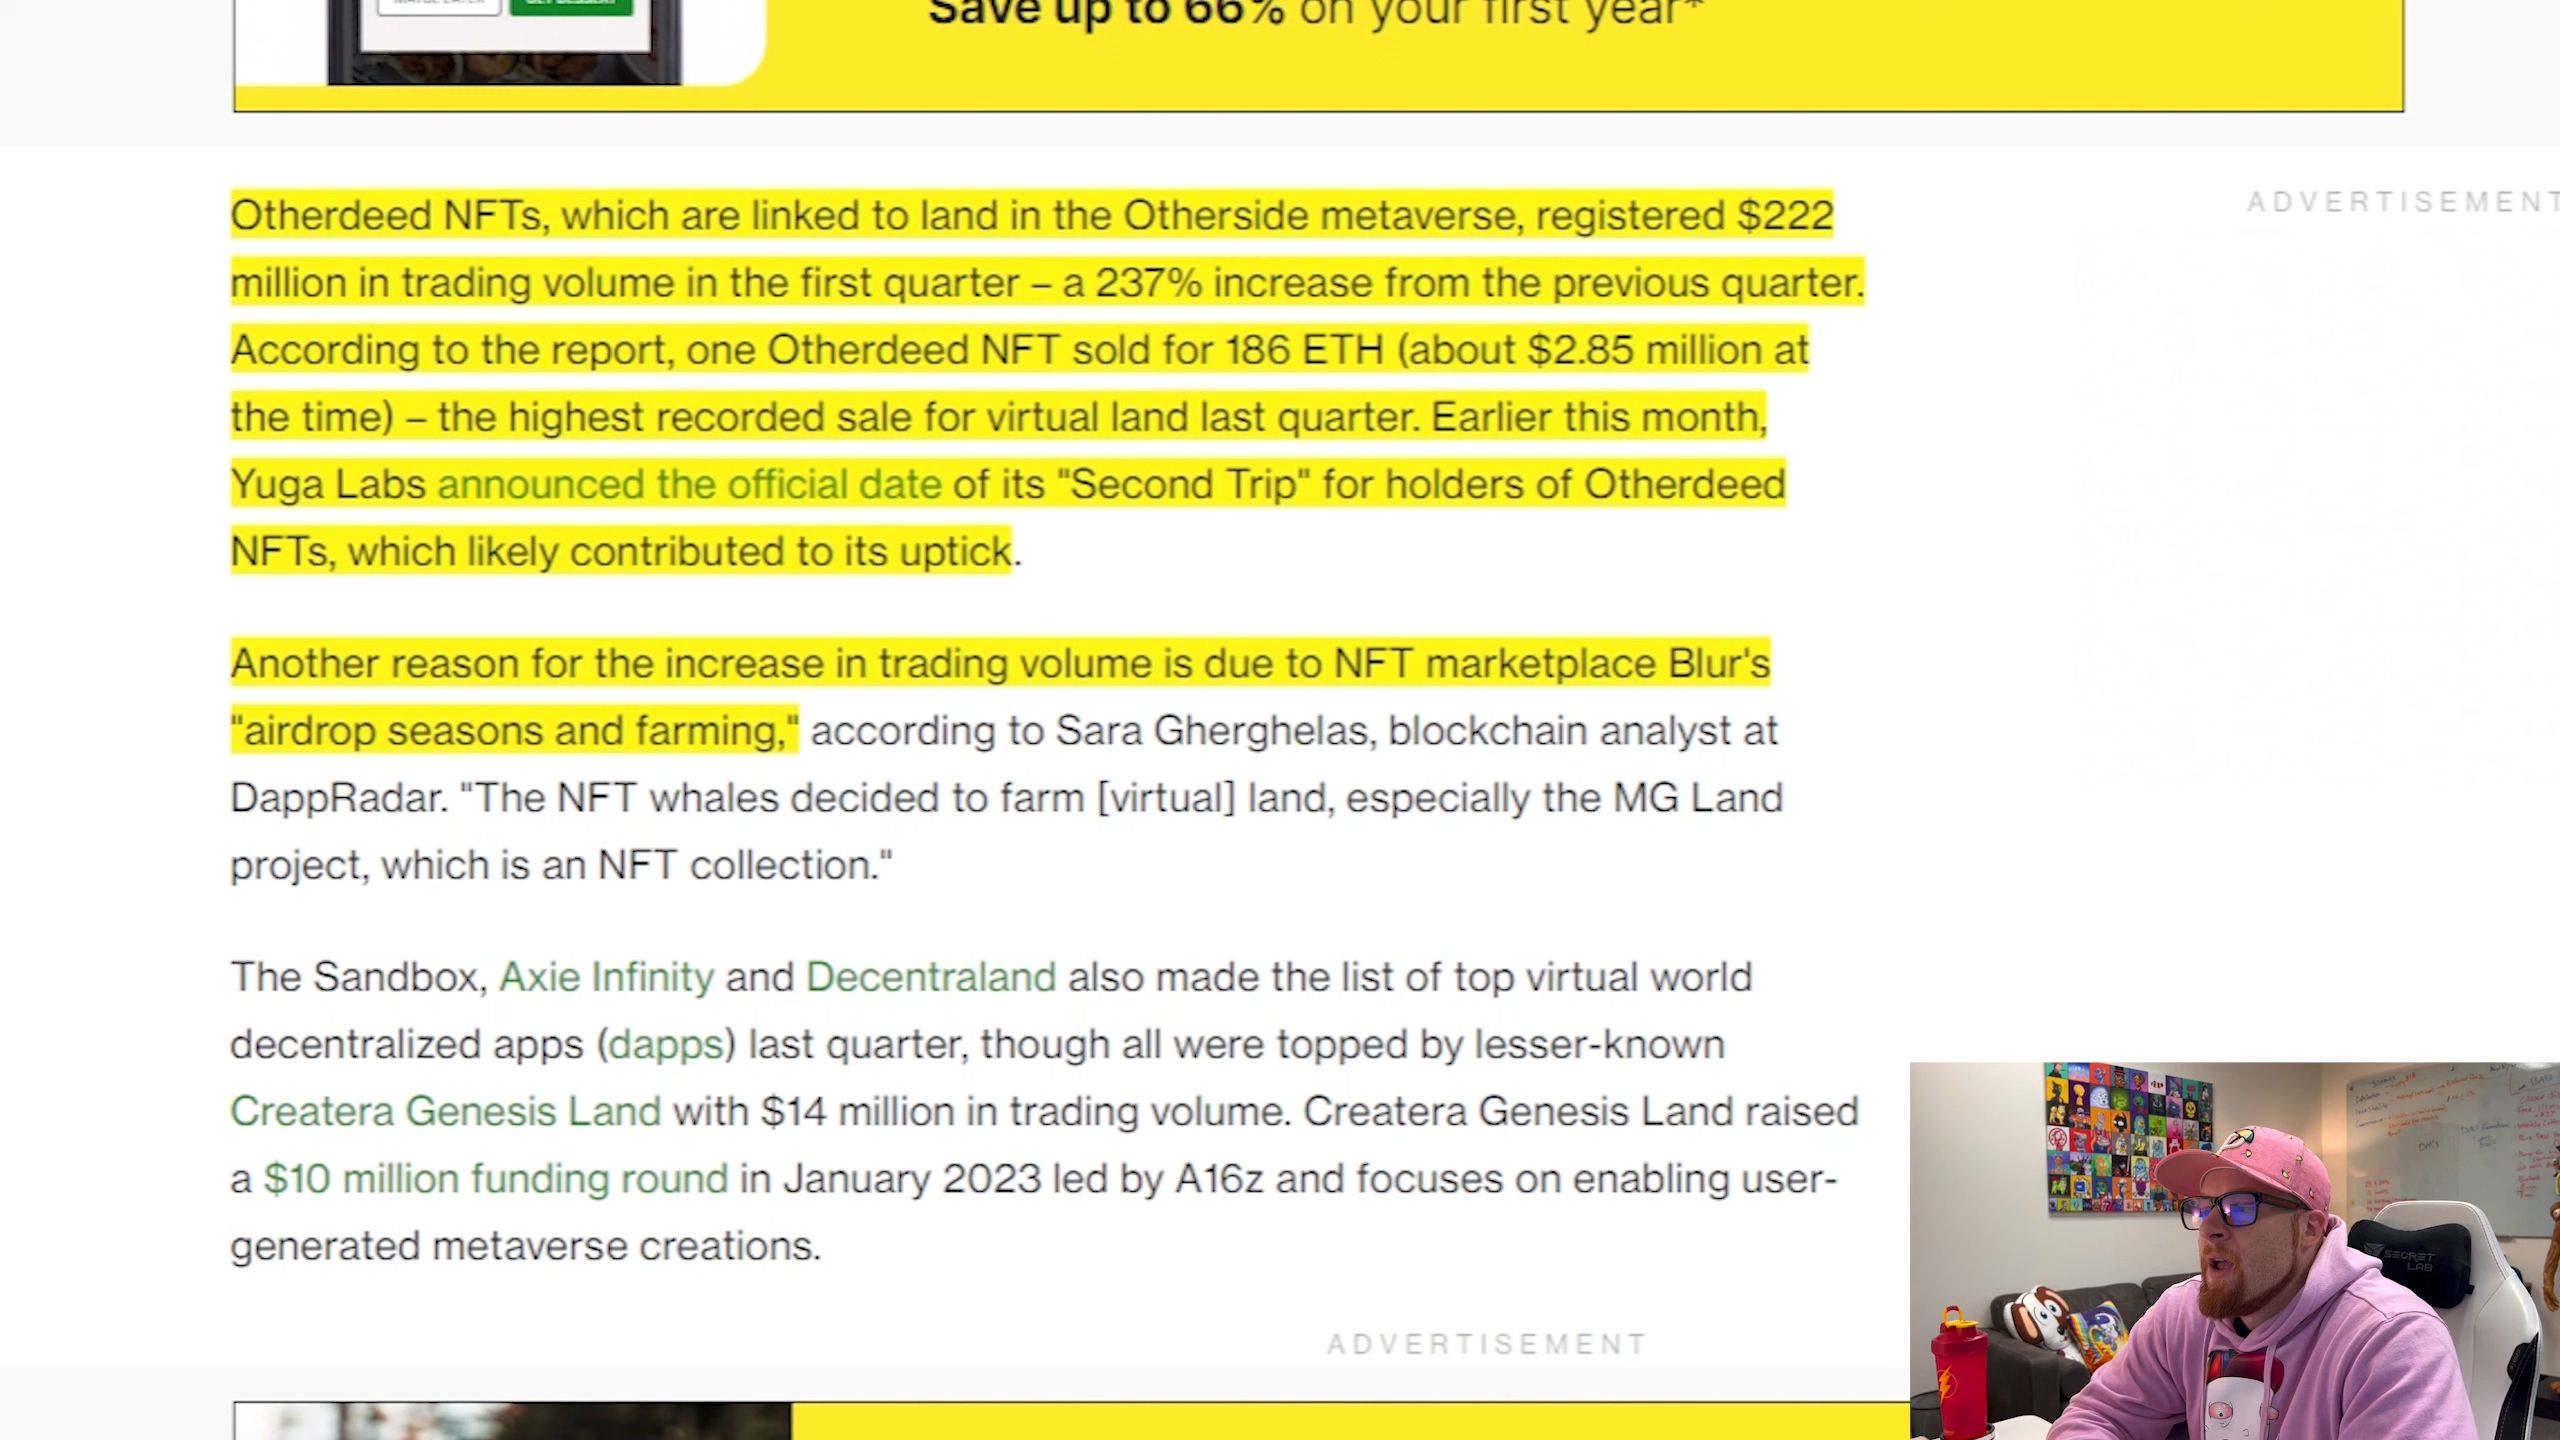 Save up to 66% on your first year*
ADVERTISEMENT
Otherdeed NFTs, which are linked to land in the Otherside metaverse, registered $222
million in trading volume in the first quarter – a 237% increase from the previous quarter.
According to the report, one Otherdeed NFT sold for 186 ETH (about $2.85 million at
the time) – the highest recorded sale for virtual land last quarter. Earlier this month,
Yuga Labs announced the official date of its "Second Trip" for holders of Otherdeed
NFTs, which likely contributed to its uptick.
Another reason for the increase in trading volume is due to NFT marketplace Blur's
"airdrop seasons and farming," according to Sara Gherghelas, blockchain analyst at
DappRadar. "The NFT whales decided to farm [virtual] land, especially the MG Land
project, which is an NFT collection."
The Sandbox, Axie Infinity and Decentraland also made the list of top virtual world
decentralized apps (dapps) last quarter, though all were topped by lesser-known
Createra Genesis Land with $14 million in trading volume. Createra Genesis Land raised
a $10 million funding round in January 2023 led by A16z and focuses on enabling user-
generated metaverse creations.
ADVERTISEMENT
SECRET
LAB